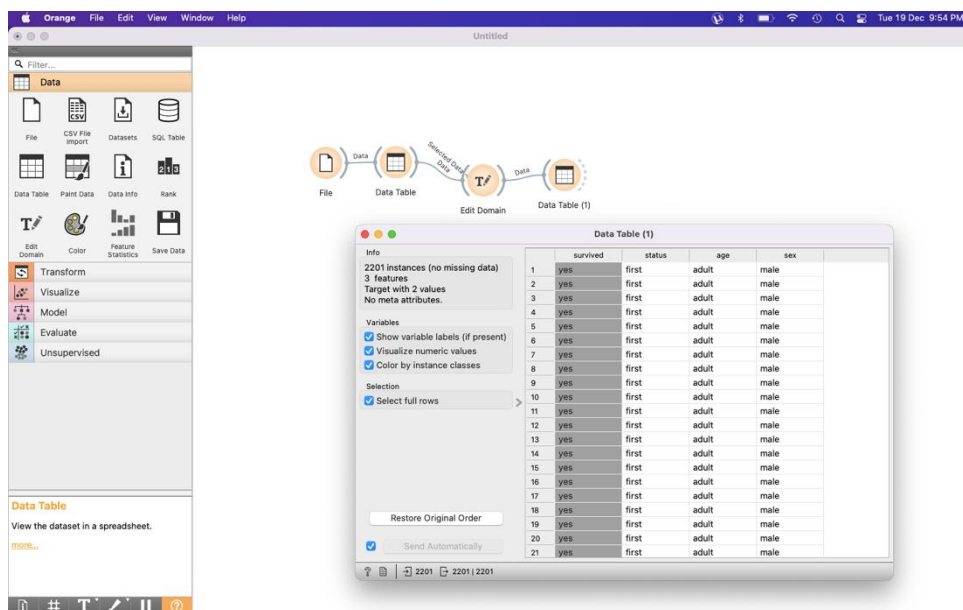 Orange File Edit View Window Help
Tue 19 Dec 9:54 PM
Untitled
Filter...
Data
File
CSV File Import
Datasets
SQL Table
Data Table
Paint Data
Data Info
Rank
Edit Domain
Color
Feature Statistics
Save Data
Transform
Visualize
Model
Evaluate
Unsupervised
Data Table
View the dataset in a spreadsheet.
more...
File
Data
Data Table
Selected Data
Data
Edit Domain
Data
Data Table (1)
Data Table (1)
Info
2201 instances (no missing data)
3 features
Target with 2 values
No meta attributes.
Variables
Show variable labels (if present)
Visualize numeric values
Color by instance classes
Selection
Select full rows
Restore Original Order
Send Automatically
2201 2201 | 2201
survived status age sex
1 yes first adult male
2 yes first adult male
3 yes first adult male
4 yes first adult male
5 yes first adult male
6 yes first adult male
7 yes first adult male
8 yes first adult male
9 yes first adult male
10 yes first adult male
11 yes first adult male
12 yes first adult male
13 yes first adult male
14 yes first adult male
15 yes first adult male
16 yes first adult male
17 yes first adult male
18 yes first adult male
19 yes first adult male
20 yes first adult male
21 yes first adult male